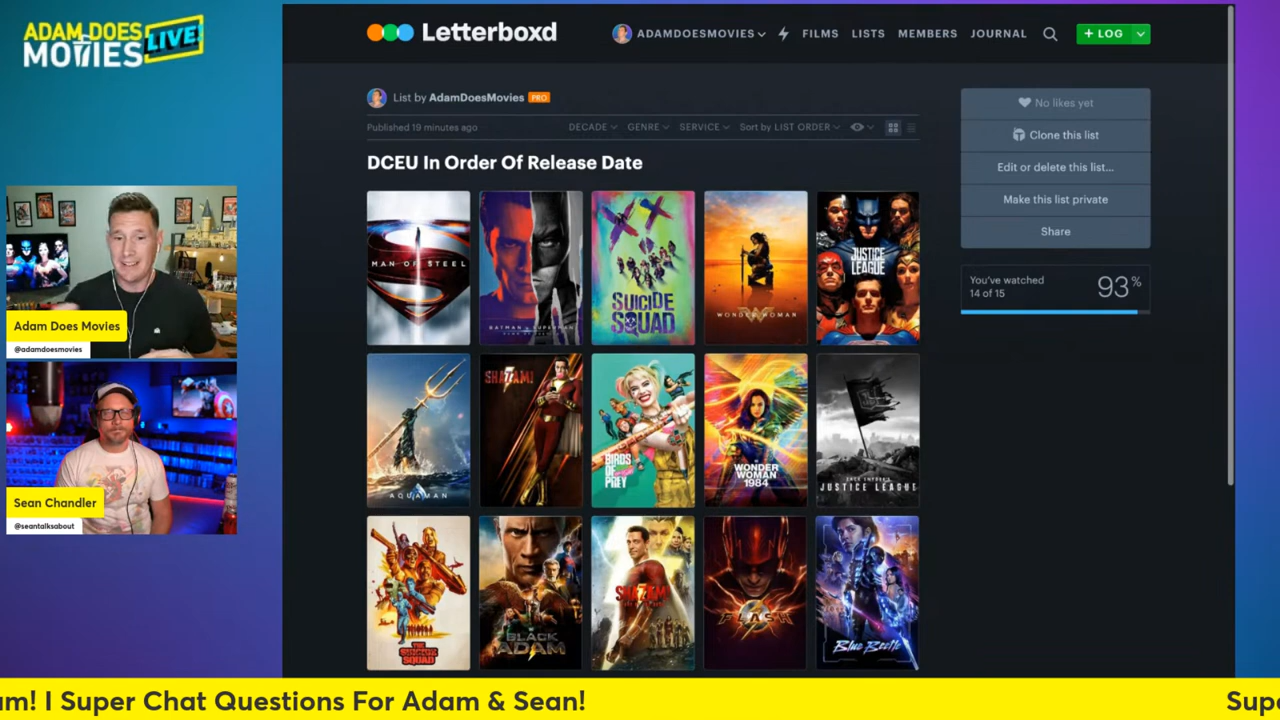 ADAM DOES
MOVIES LIVE!
Letterboxd
ADAMDOESMOVIES
FILMS
LISTS
MEMBERS
JOURNAL
+ LOG
List by AdamDoesMovies PRO
Published 19 minutes ago
DECADE
GENRE
SERVICE
Sort by LIST ORDER
DCEU In Order Of Release Date
No likes yet
Clone this list
Edit or delete this list...
Make this list private
Share
You've watched
14 of 15
93%
MAN OF STEEL
SUICIDE
SQUAD
WONDER WOMAN
JUSTICE
LEAGUE
AQUAMAN
SHAZAM!
BIRDS
OF
PREY
WONDER
WOMAN
1984
JUSTICE LEAGUE
THE
SUICIDE
SQUAD
BLACK
ADAM
SHAZAM!
FLASH
Blue Beetle
Adam Does Movies
@adamdoesmovies
Sean Chandler
@seantalksabout
am! I Super Chat Questions For Adam & Sean!
Supe